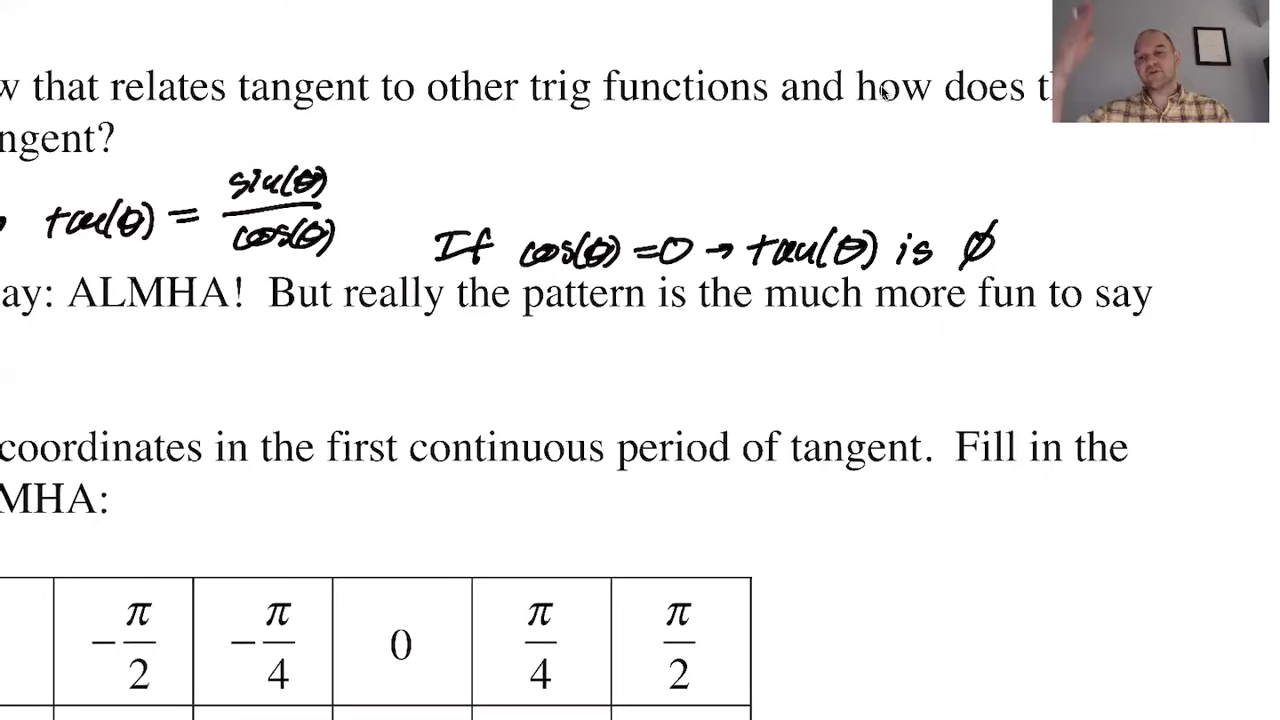 w that relates tangent to other trig functions and how does
ngent?
tan(θ) = sin(θ)/cos(θ)
If cos(θ) = 0 → tan(θ) is ∅
ay: ALMHA! But really the pattern is the much more fun to say
coordinates in the first continuous period of tangent. Fill in the
MHA:
-π/2 -π/4 0 π/4 π/2